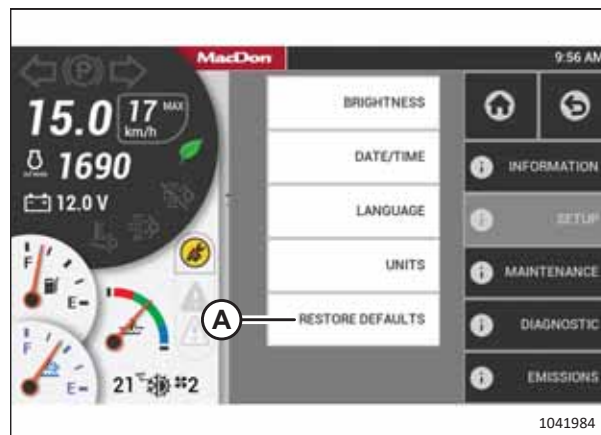 MacDon
9:56 AM
P
15.0
17 MAX
km/h
1690
12.0 V
F
E
F
E
21°C
2
BRIGHTNESS
DATE/TIME
LANGUAGE
UNITS
RESTORE DEFAULTS
A
INFORMATION
SETUP
MAINTENANCE
DIAGNOSTIC
EMISSIONS
1041984